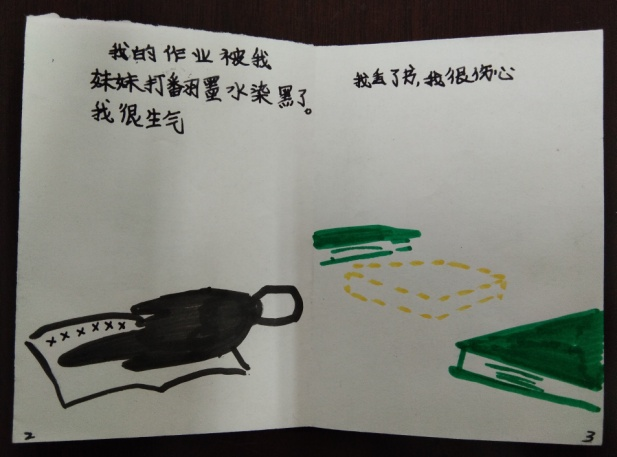 我的作业被我
妹妹打翻墨水染黑了。
我很生气
我丢了书,我很伤心
2
3